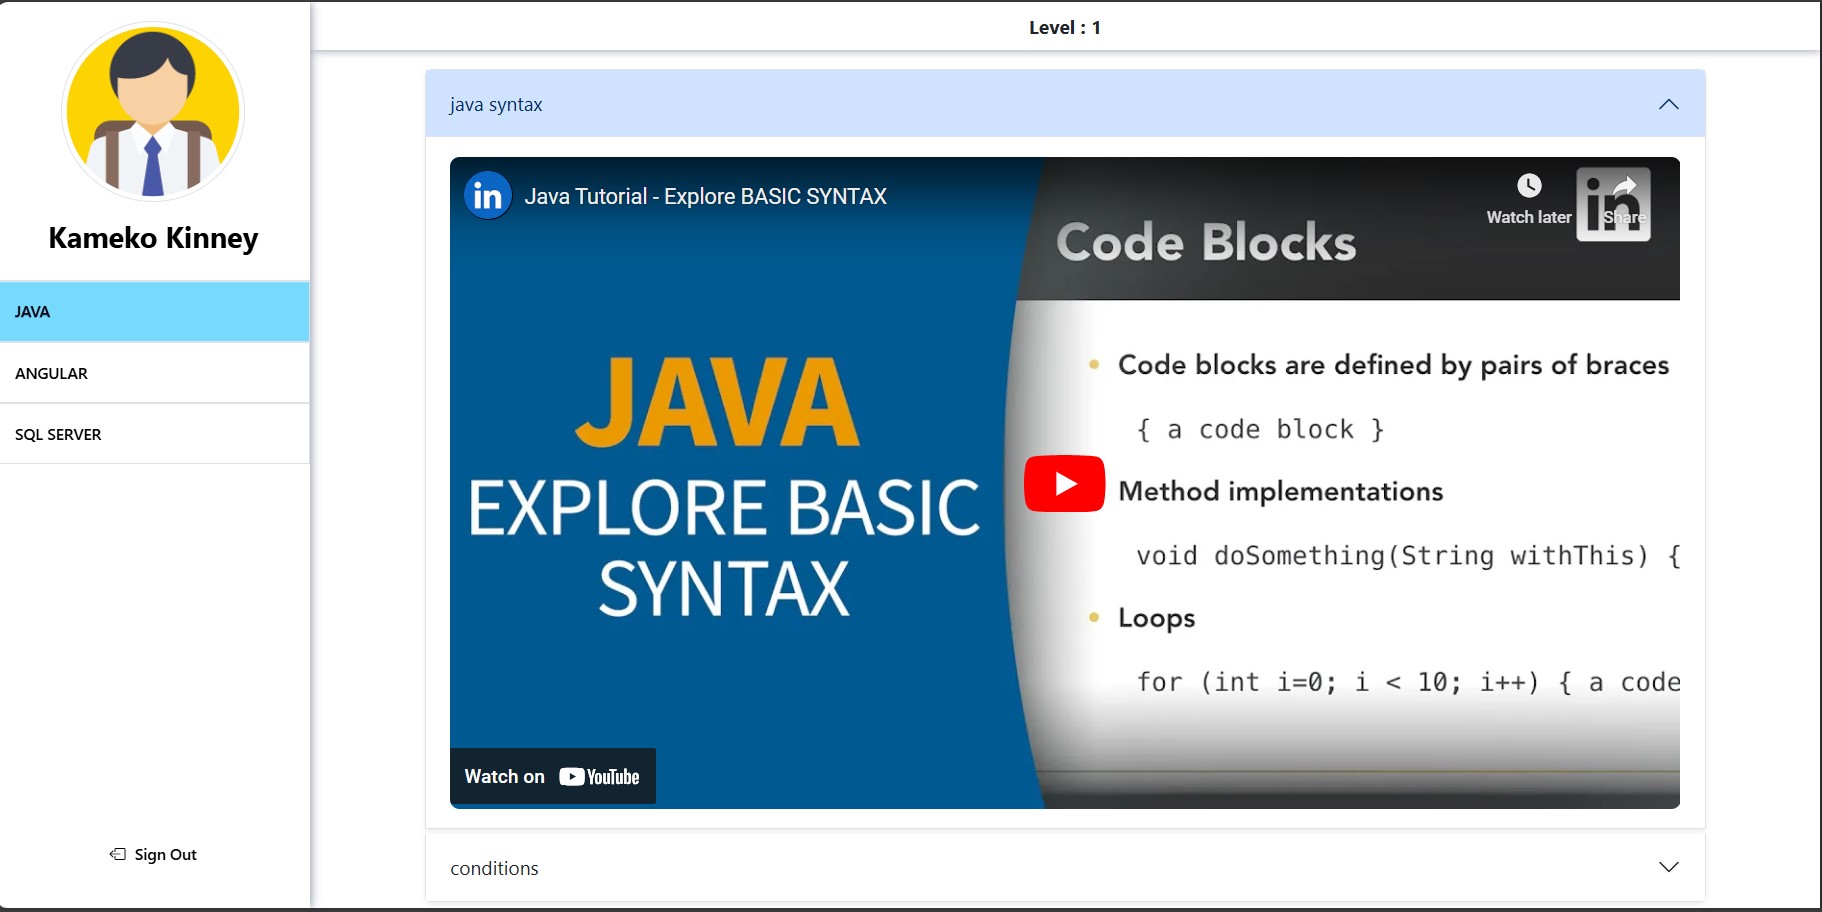 Level : 1
Kameko Kinney
JAVA
ANGULAR
SQL SERVER
Sign Out
java syntax
in Java Tutorial - Explore BASIC SYNTAX
Watch later
Share
in
JAVA
EXPLORE BASIC
SYNTAX
Code Blocks
Code blocks are defined by pairs of braces
{ a code block }
Method implementations
void doSomething(String withThis) {
Loops
for (int i=0; i < 10; i++) { a code
Watch on YouTube
conditions